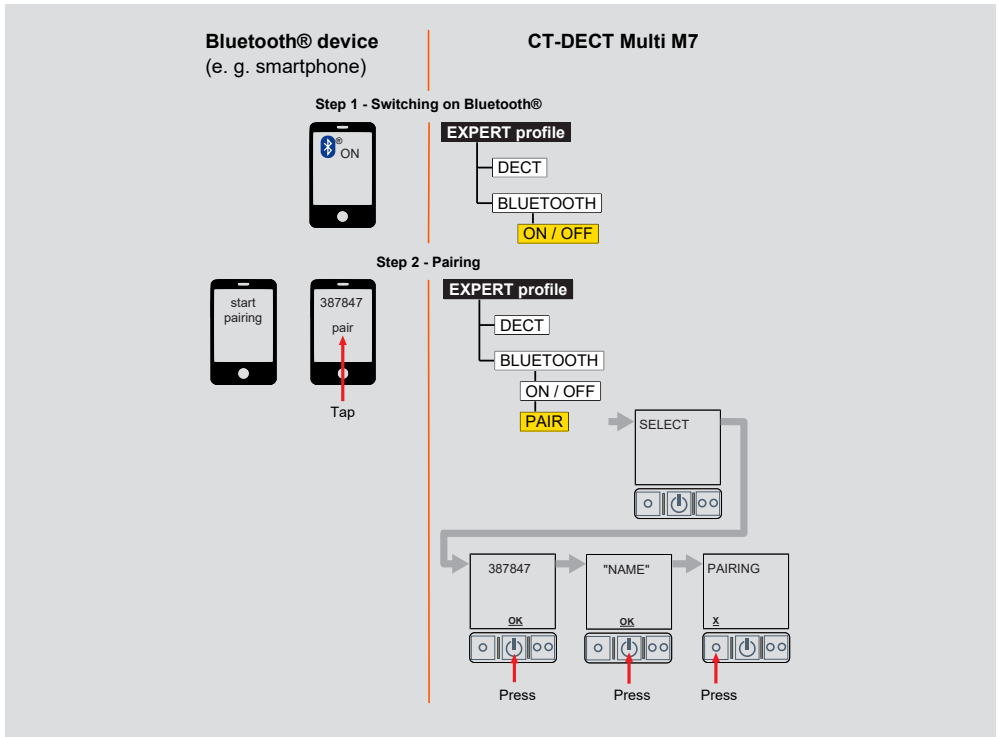 Bluetooth® device
(e. g. smartphone)
CT-DECT Multi M7
Step 1 - Switching on Bluetooth®
®
ON
EXPERT profile
DECT
BLUETOOTH
ON / OFF
Step 2 - Pairing
start
pairing
387847
pair
Tap
EXPERT profile
DECT
BLUETOOTH
ON / OFF
PAIR
SELECT
387847
OK
"NAME"
OK
PAIRING
X
Press
Press
Press